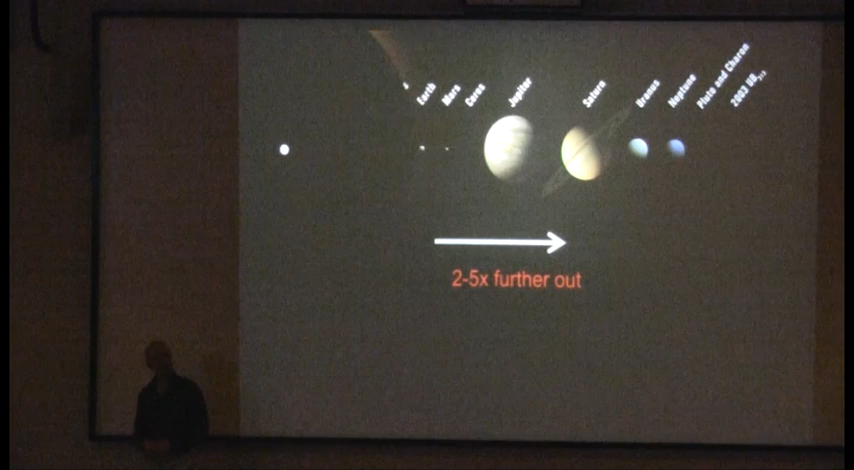 Earth
Mars
Ceres
Jupiter
Saturn
Uranus
Neptune
Pluto and Charon
2003 UB₃₁₃
2-5x further out